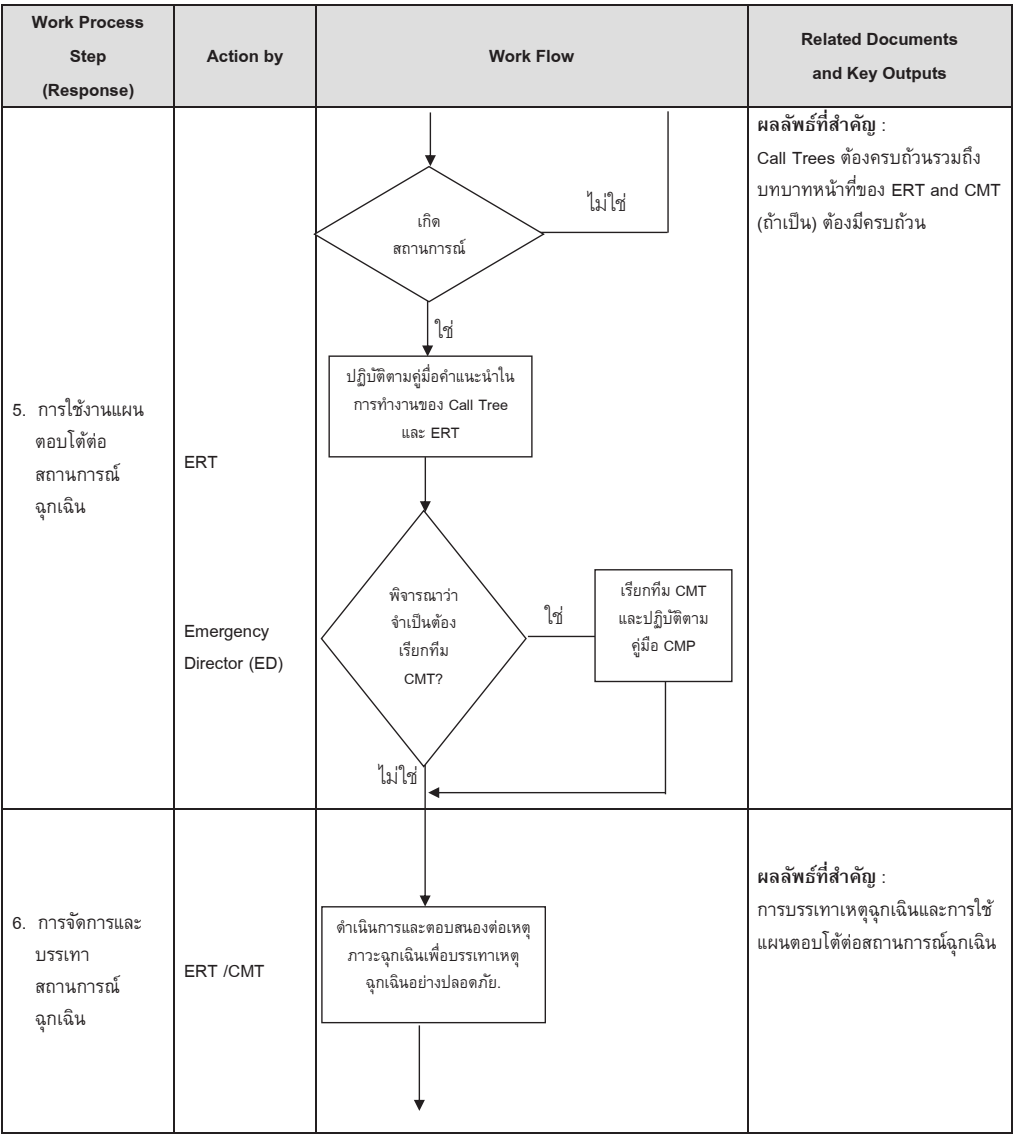 Work Process
Step
(Response)
Action by
Work Flow
Related Documents
and Key Outputs
5. การใช้งานแผน
ตอบโต้ต่อ
สถานการณ์
ฉุกเฉิน
ERT
Emergency
Director (ED)
เกิด
สถานการณ์
ไม่ใช่
ใช่
ปฏิบัติตามคู่มือคำแนะนำใน
การทำงานของ Call Tree
และ ERT
พิจารณาว่า
จำเป็นต้อง
เรียกทีม
CMT?
ใช่
เรียกทีม CMT
และปฏิบัติตาม
คู่มือ CMP
ไม่ใช่
ผลลัพธ์ที่สำคัญ :
Call Trees ต้องครบถ้วนรวมถึง
บทบาทหน้าที่ของ ERT and CMT
(ถ้าเป็น) ต้องมีครบถ้วน
6. การจัดการและ
บรรเทา
สถานการณ์
ฉุกเฉิน
ERT /CMT
ดำเนินการและตอบสนองต่อเหตุ
ภาวะฉุกเฉินเพื่อบรรเทาเหตุ
ฉุกเฉินอย่างปลอดภัย.
ผลลัพธ์ที่สำคัญ :
การบรรเทาเหตุฉุกเฉินและการใช้
แผนตอบโต้ต่อสถานการณ์ฉุกเฉิน